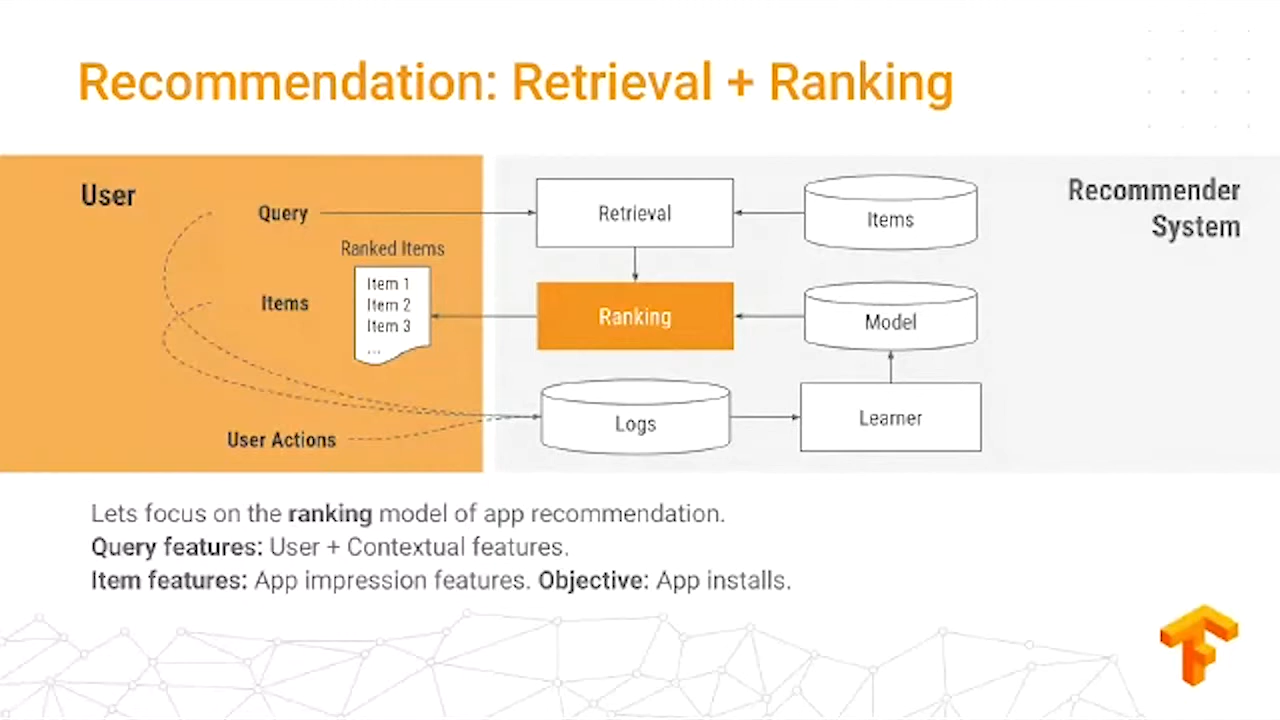 Recommendation: Retrieval + Ranking
User
Recommender
System
Query
Retrieval
Items
Ranked Items
Item 1
Item 2
Item 3
...
Items
Ranking
Model
User Actions
Logs
Learner
Lets focus on the ranking model of app recommendation.
Query features: User + Contextual features.
Item features: App impression features. Objective: App installs.